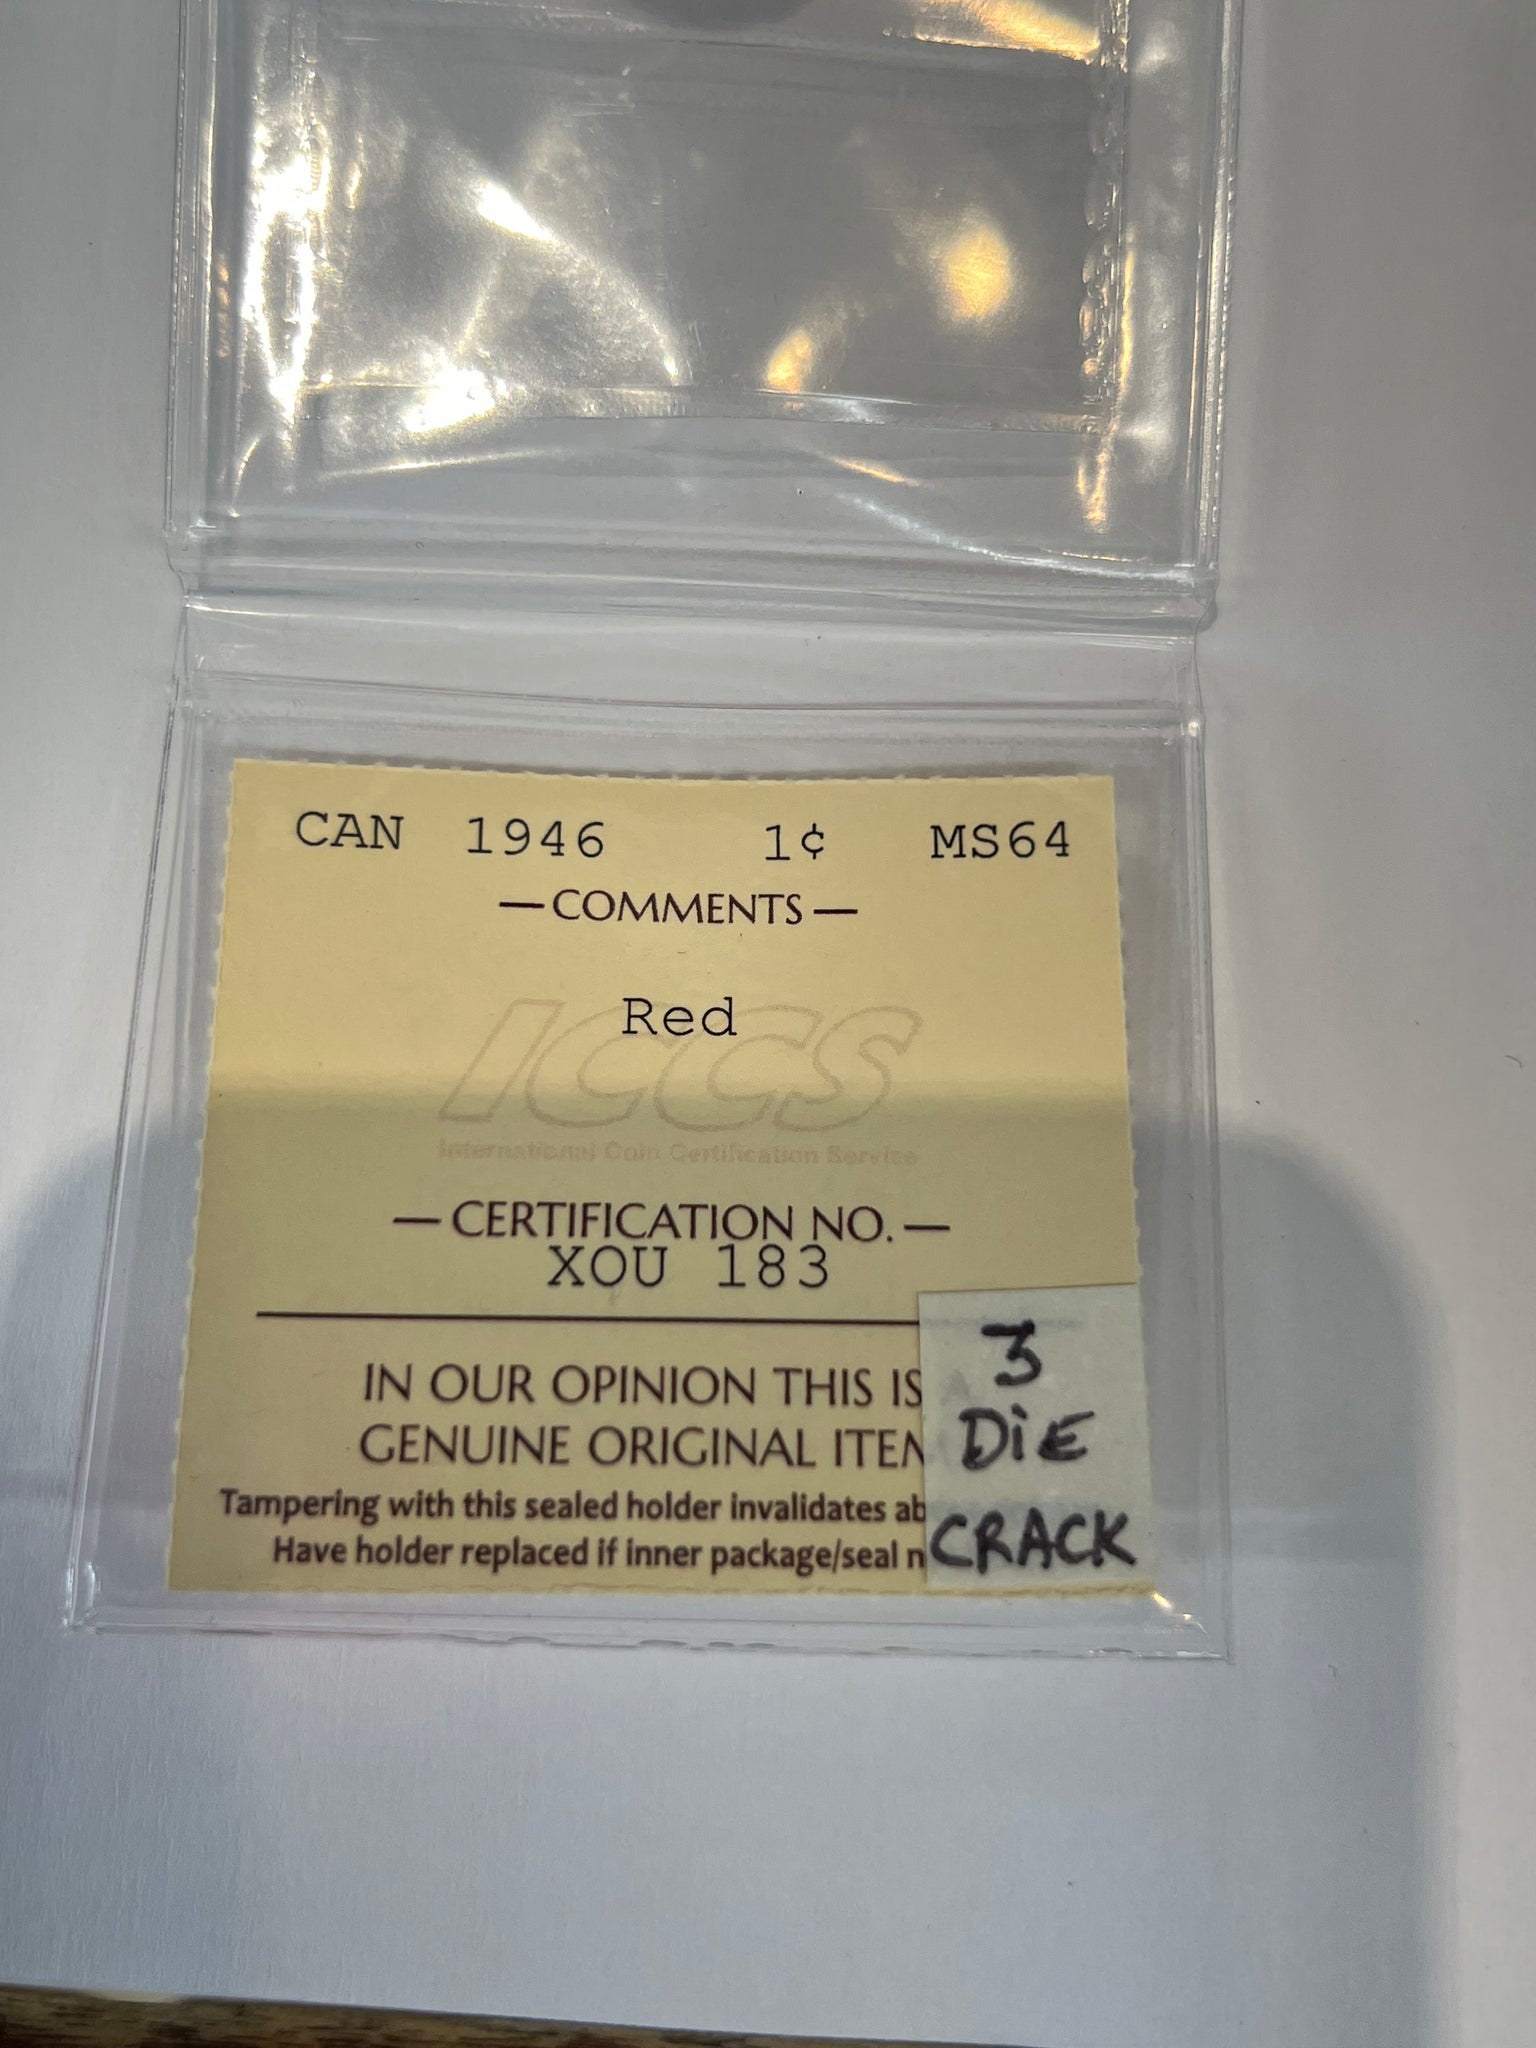 CAN 1946 1¢ MS64
— COMMENTS —
Red
ICCS
International Coin Certification Service
— CERTIFICATION NO. —
XOU 183
IN OUR OPINION THIS IS
GENUINE ORIGINAL ITEM
Tampering with this sealed holder invalidates ab
Have holder replaced if inner package/seal n
3
DiE
CRACK